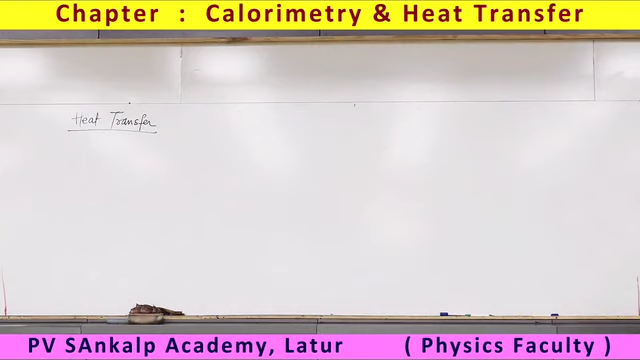 Chapter : Calorimetry & Heat Transfer
Heat Transfer
PV SAnkalp Academy, Latur ( Physics Faculty )